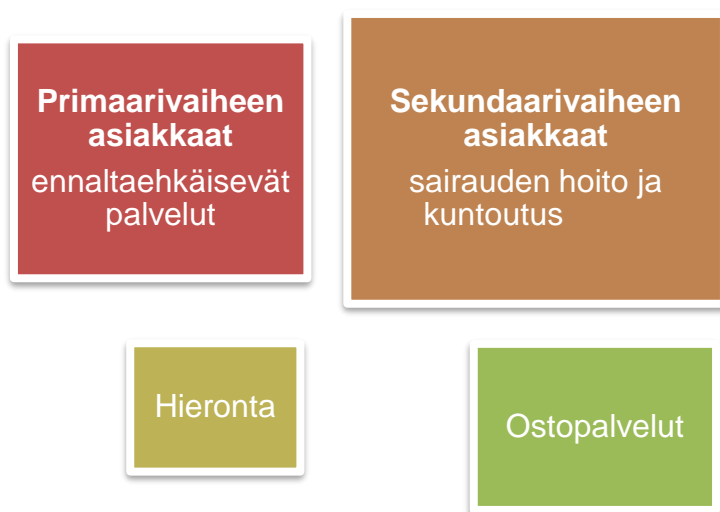 Primaarivaiheen
asiakkaat
ennaltaehkäisevät
palvelut
Sekundaarivaiheen
asiakkaat
sairauden hoito ja
kuntoutus
Hieronta
Ostopalvelut